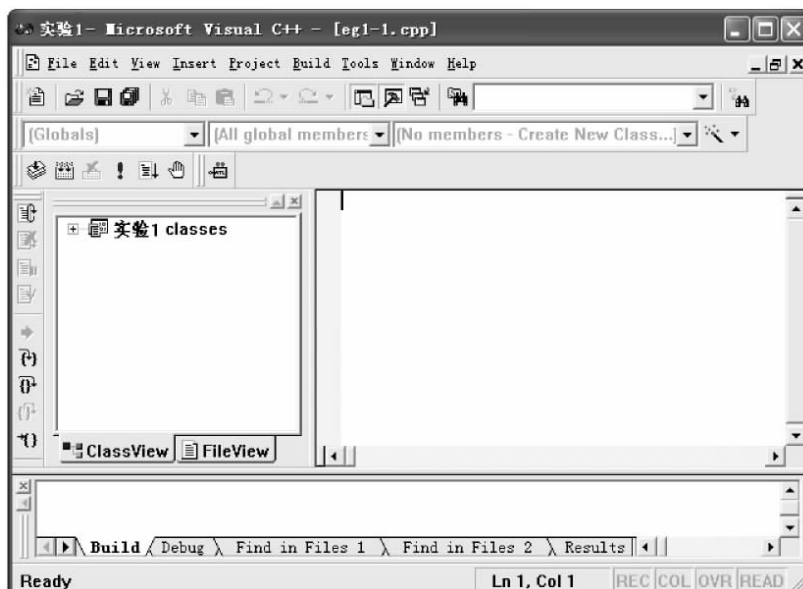 实验1- Microsoft Visual C++ - [eg1-1.cpp]
File Edit View Insert Project Build Tools Window Help
(Globals) (All global members (No members - Create New Class...)
实验1 classes
ClassView FileView
Build Debug Find in Files 1 Find in Files 2 Results
Ready Ln 1, Col 1 REC COL OVR READ